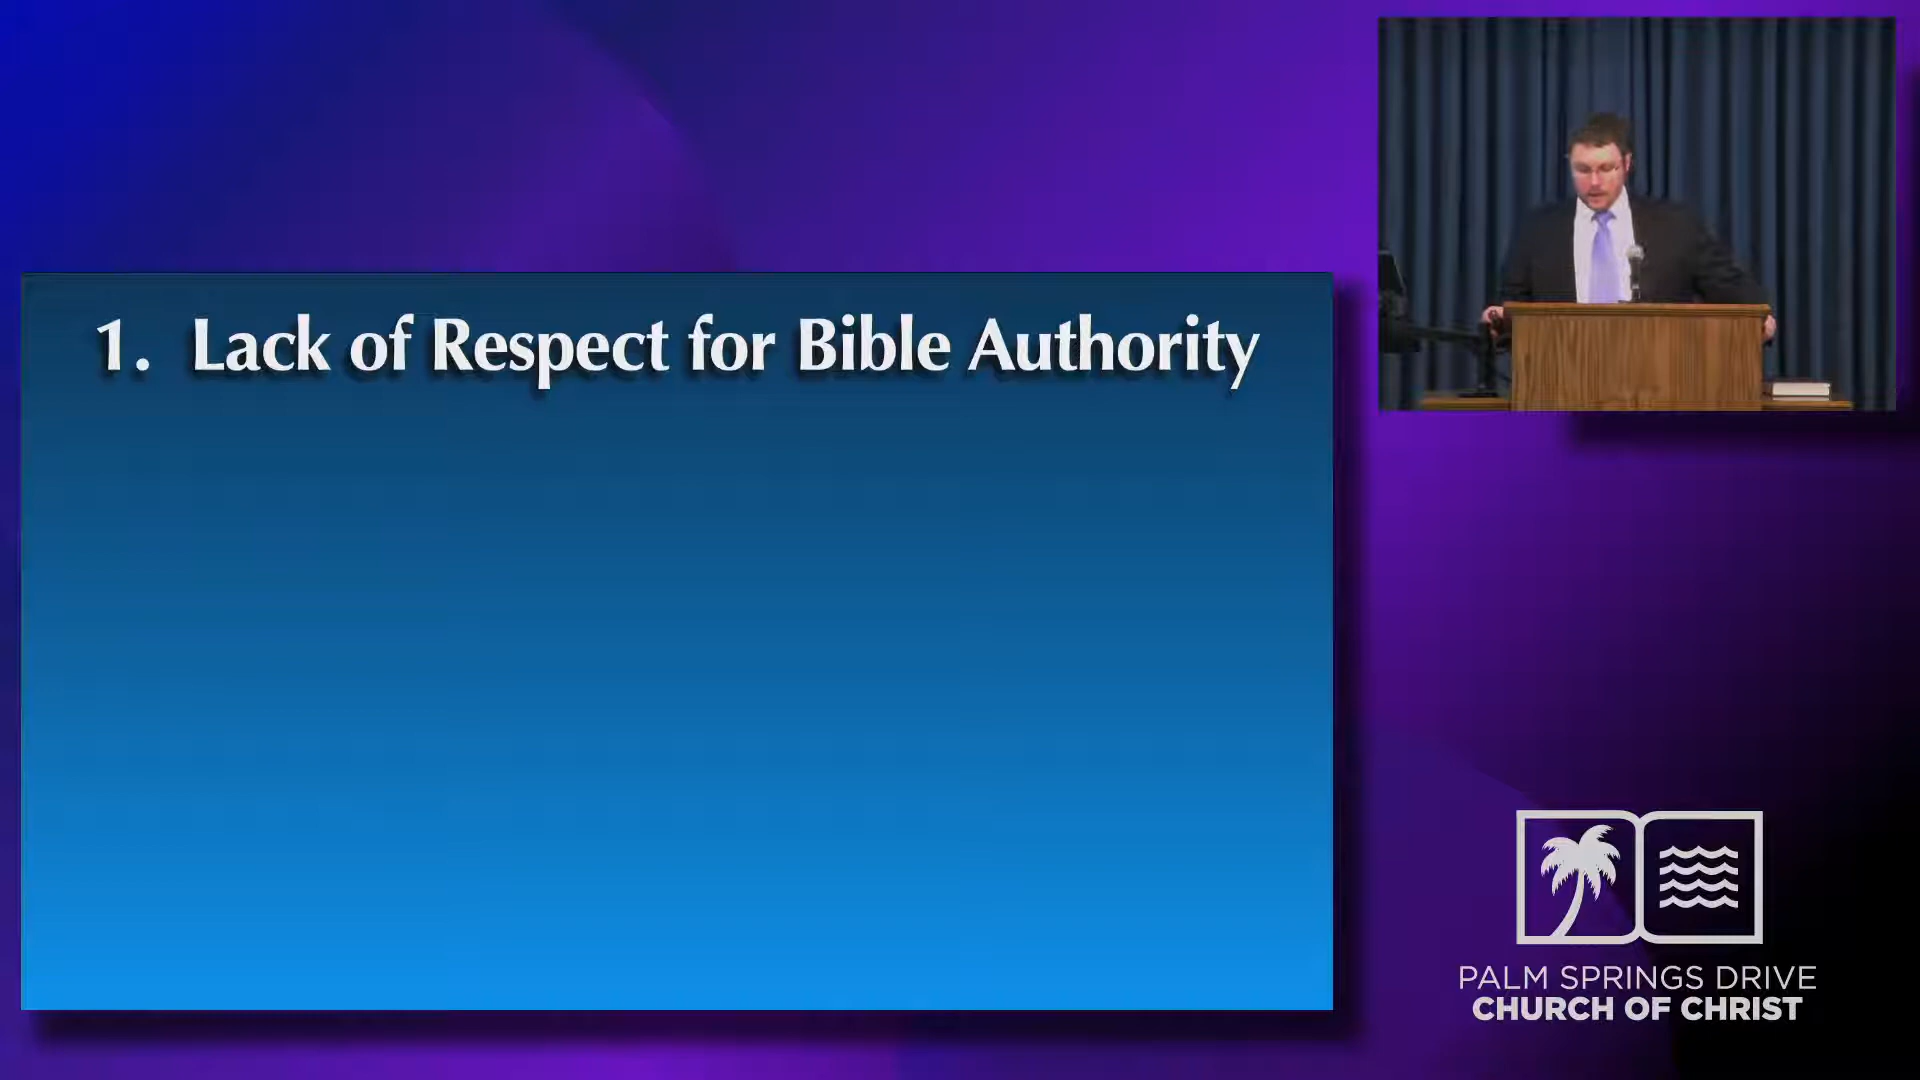 1. Lack of Respect for Bible Authority
PALM SPRINGS DRIVE
CHURCH OF CHRIST